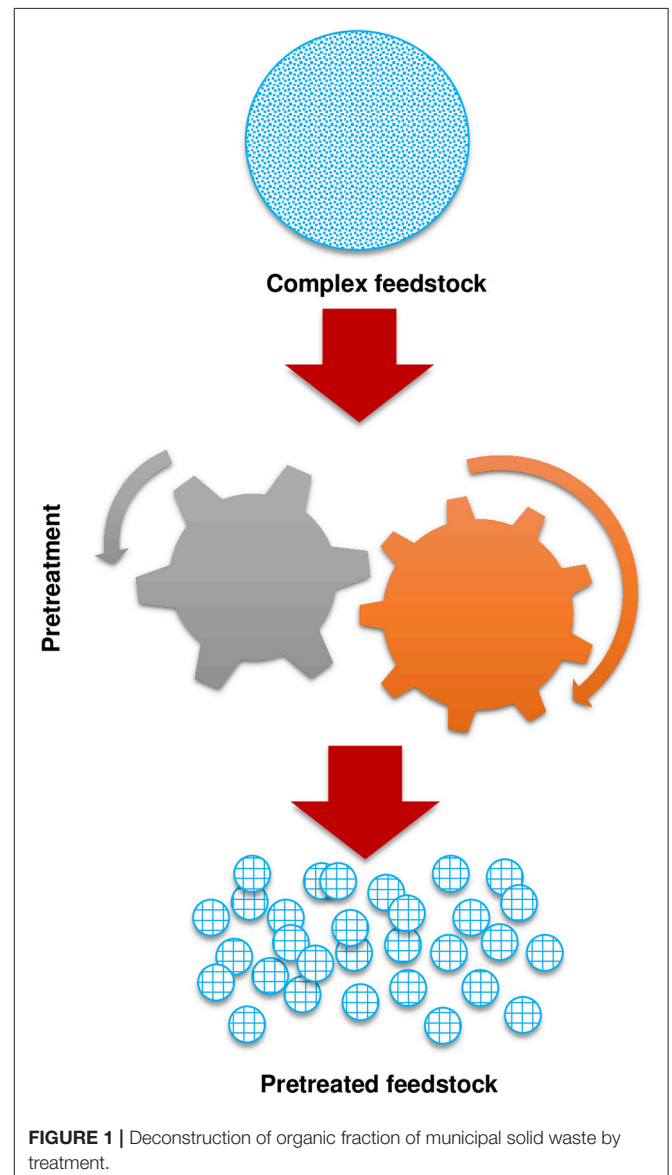 Complex feedstock
Pretreatment
Pretreated feedstock
FIGURE 1 | Deconstruction of organic fraction of municipal solid waste by
treatment.